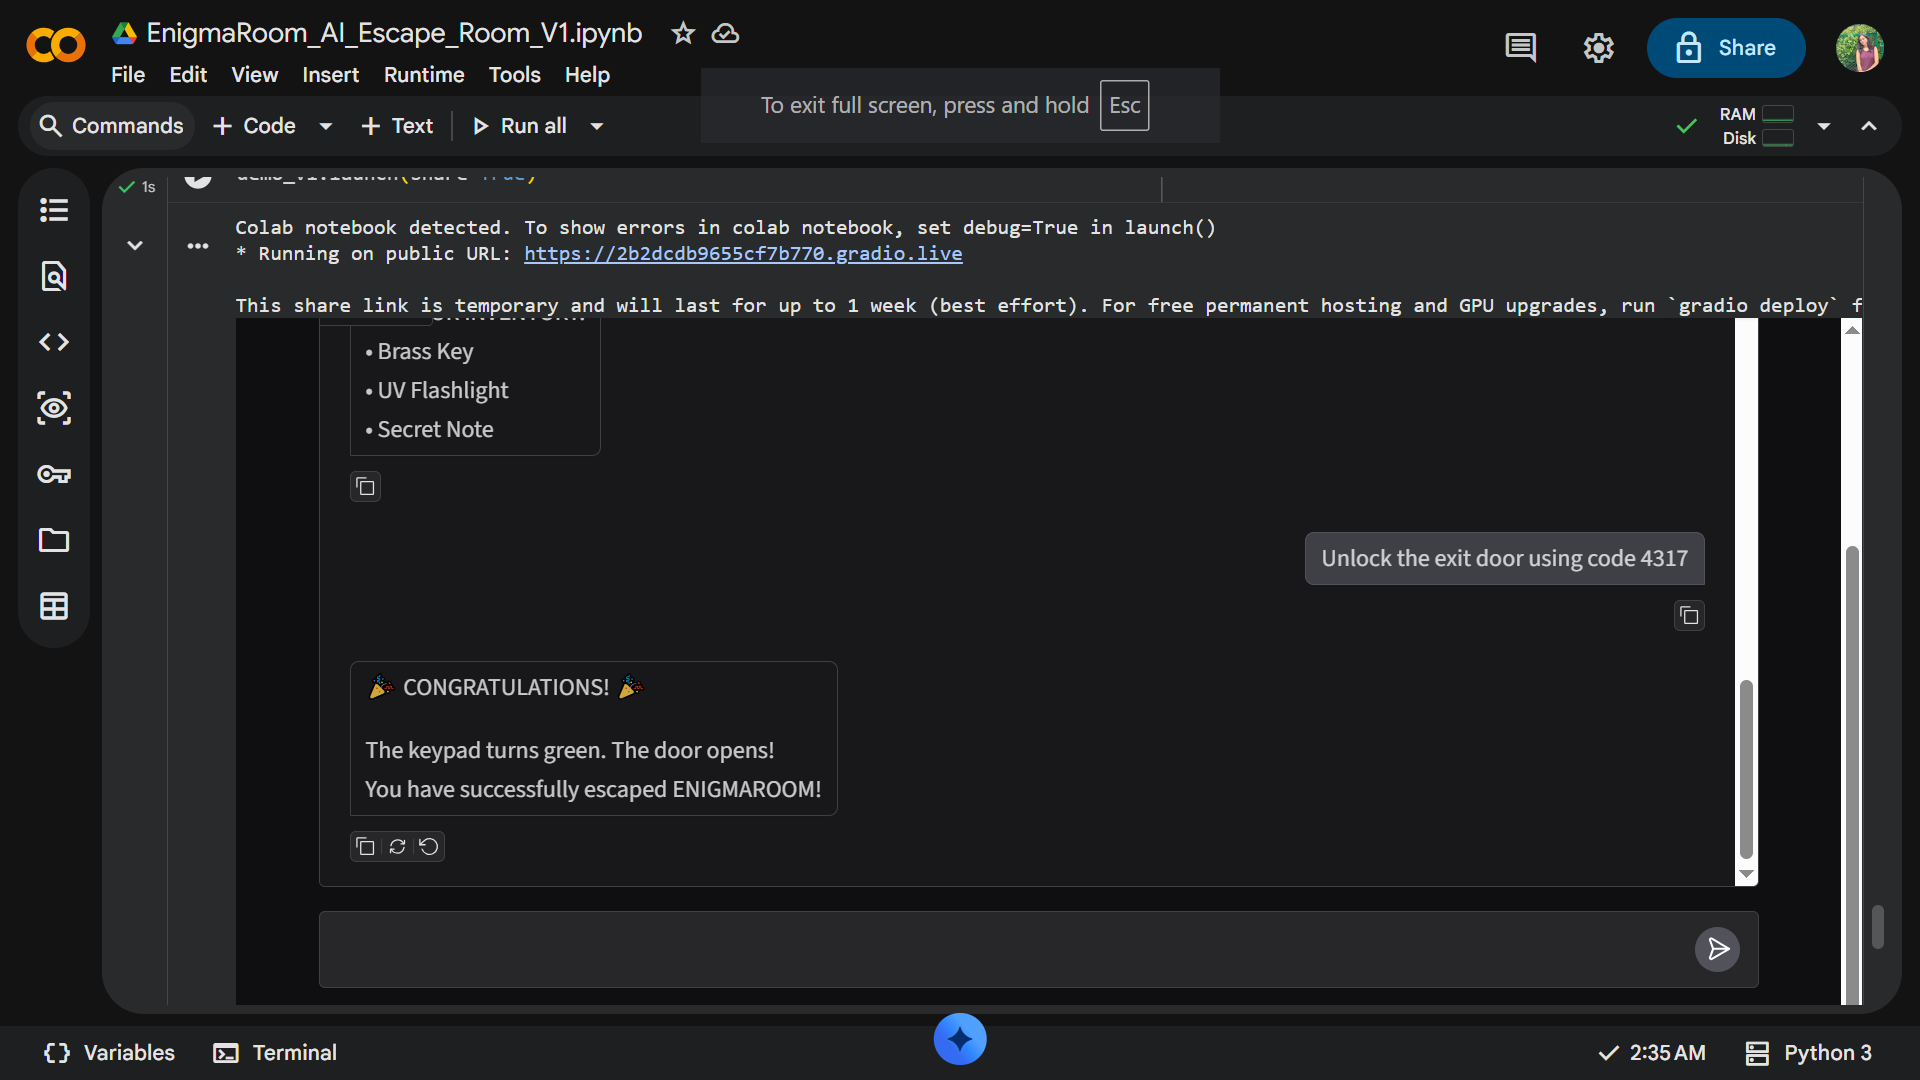 EnigmaRoom_AI_Escape_Room_V1.ipynb
File Edit View Insert Runtime Tools Help
Share
To exit full screen, press and hold Esc
Commands + Code + Text Run all
RAM
Disk
1s
Colab notebook detected. To show errors in colab notebook, set debug=True in launch()
* Running on public URL: https://2b2dcdb9655cf7b770.gradio.live
This share link is temporary and will last for up to 1 week (best effort). For free permanent hosting and GPU upgrades, run `gradio deploy` f
• Brass Key
• UV Flashlight
• Secret Note
Unlock the exit door using code 4317
🎉 CONGRATULATIONS! 🎉
The keypad turns green. The door opens!
You have successfully escaped ENIGMAROOM!
{} Variables Terminal
2:35 AM Python 3